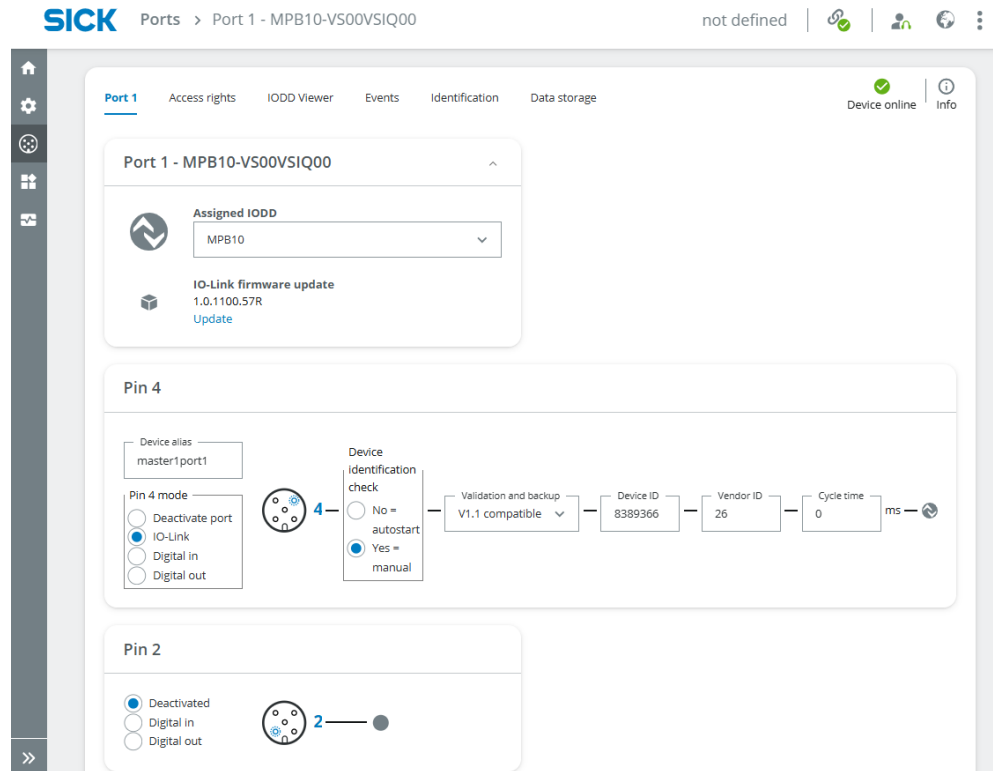 SICK Ports > Port 1 - MPB10-VS00VSIQ00 not defined
Port 1 Access rights IODD Viewer Events Identification Data storage
Device online Info
Port 1 - MPB10-VS00VSIQ00
Assigned IODD
MPB10
IO-Link firmware update
1.0.1100.57R
Update
Pin 4
Device alias
master1port1
Pin 4 mode
Deactivate port
IO-Link
Digital in
Digital out
4
Device
identification
check
No =
autostart
Yes =
manual
Validation and backup
V1.1 compatible
Device ID
8389366
Vendor ID
26
Cycle time
0
ms
Pin 2
Deactivated
Digital in
Digital out
2